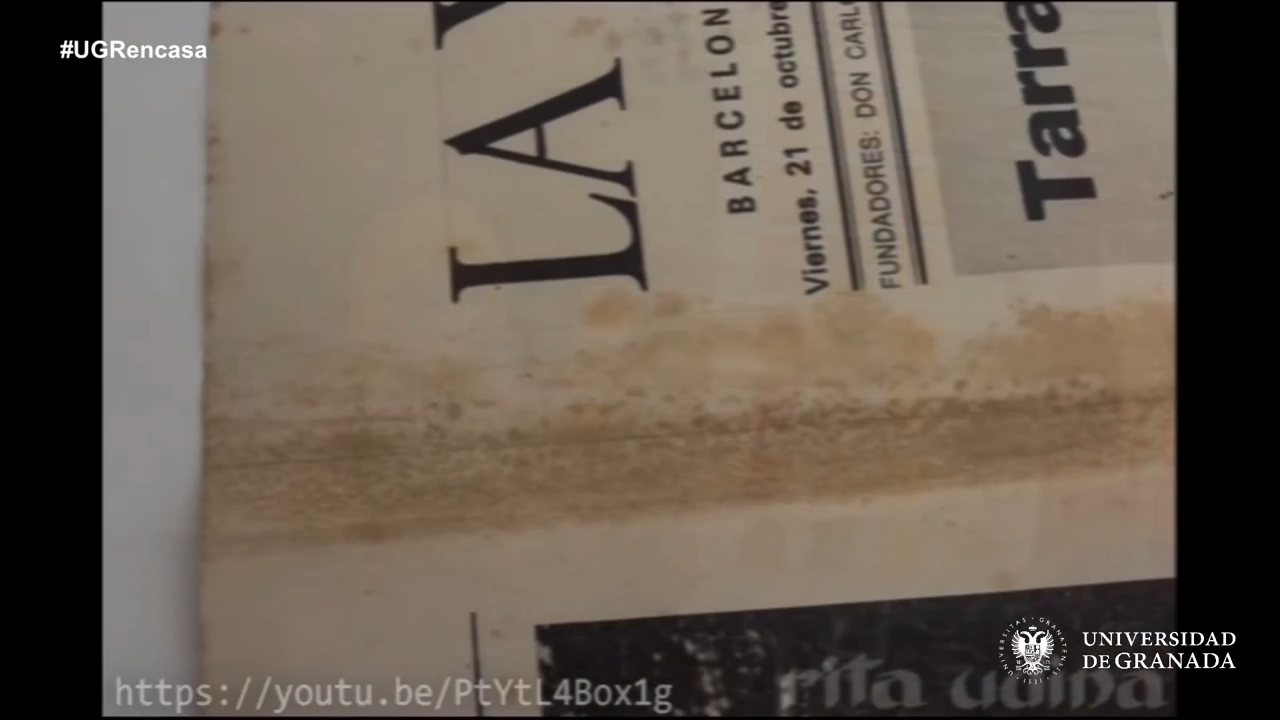 #UGRencasa
LA
BARCELON
Viernes, 21 de octubre
FUNDADORES: DON CARL
Tarra
rita udina
UNIVERSIDAD
DE GRANADA
https://youtu.be/PtYtL4Box1g